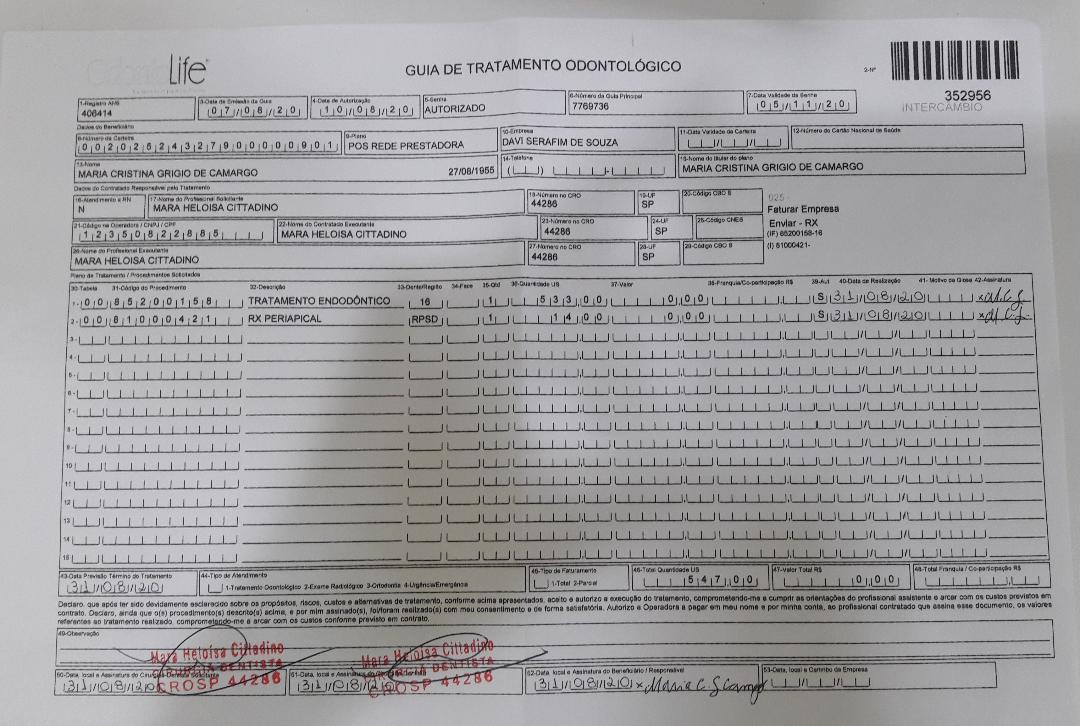 Life
GUIA DE TRATAMENTO ODONTOLÓGICO
2-Nº
352956
INTERCAMBIO
1-Registro ANS
406414
3-Data de Emissão da Guia
07/08/20
4-Data de Autorização
10/08/20
5-Senha
AUTORIZADO
6-Número da Guia Principal
7769736
7-Data Validade da Senha
05/11/20
Dados do Beneficiário
8-Número da Carteira
00202624327900000901
9-Plano
POS REDE PRESTADORA
10-Empresa
DAVI SERAFIM DE SOUZA
11-Data Validade da Carteira
12-Número do Cartão Nacional de Saúde
13-Nome
MARIA CRISTINA GRIGIO DE CAMARGO 27/08/1955
14-Telefone
15-Nome do titular do plano
MARIA CRISTINA GRIGIO DE CAMARGO
Dados do Contratado Responsável pelo Tratamento
16-Atendimento a RN
N
17-Nome do Profissional Solicitante
MARA HELOISA CITTADINO
18-Número no CRO
44286
19-UF
SP
20-Código CBO S
025 -
Faturar Empresa
Enviar - RX
(IF) 85200158-16
(I) 81000421-
21-Código na Operadora / CNPJ / CPF
12350822885
22-Nome do Contratado Executante
MARA HELOISA CITTADINO
23-Número no CRO
44286
24-UF
SP
25-Código CNES
26-Nome do Profissional Executante
MARA HELOISA CITTADINO
27-Número no CRO
44286
28-UF
SP
29-Código CBO S
Plano de Tratamento / Procedimentos Solicitados
30-Tabela 31-Código do Procedimento 32-Descrição 33-Dente/Região 34-Face 35-Qtd 36-Quantidade US 37-Valor 38-Franquia/Co-participação R$ 39-Aut 40-Data de Realização 41- Motivo da Glosa 42-Assinatura
1- 00 85200158 TRATAMENTO ENDODÔNTICO 16 1 533,00 0,00 S 31/08/20 x M.C.G.
2- 00 81000421 RX PERIAPICAL RPSD 1 14,00 0,00 S 31/08/20 x M.C.G.
3-
4-
5-
6-
7-
8-
9-
10
11
12
13
14
15
43-Data Previsão Término do Tratamento
31/08/20
44-Tipo de Atendimento
1-Tratamento Odontológico 2-Exame Radiológico 3-Ortodontia 4-Urgência/Emergência
45-Tipo de Faturamento
1-Total 2-Parcial
46-Total Quantidade US
547,00
47-Valor Total R$
0,00
48-Total Franquia / Co-participação R$
Declaro, que após ter sido devidamente esclarecido sobre os propósitos, riscos, custos e alternativas de tratamento, conforme acima apresentados, aceito e autorizo a execução do tratamento, comprometendo-me a cumprir as orientações do profissional assistente e arcar com os custos previstos em
contrato. Declaro, ainda que o(s) procedimento(s) descrito(s) acima, e por mim assinado(s), foi/foram realizado(s) com meu consentimento e de forma satisfatória. Autorizo a Operadora a pagar em meu nome e por minha conta, ao profissional contratado que assina esse documento, os valores
referentes ao tratamento realizado, comprometendo-me a arcar com os custos conforme previsto em contrato.
49-Observação
Mara Heloisa Cittadino
CIRURGIÃ DENTISTA
CROSP 44286
Mara Heloisa Cittadino
CIRURGIÃ DENTISTA
CROSP 44286
50-Data, local e Assinatura do Cirurgião-Dentista Solicitante
31/08/20
51-Data, local e Assinatura do
31/08/20
52-Data, local e Assinatura do Beneficiário / Responsável
31/08/20 x Maria C. G Camargo
53-Data, local e Carimbo da Empresa